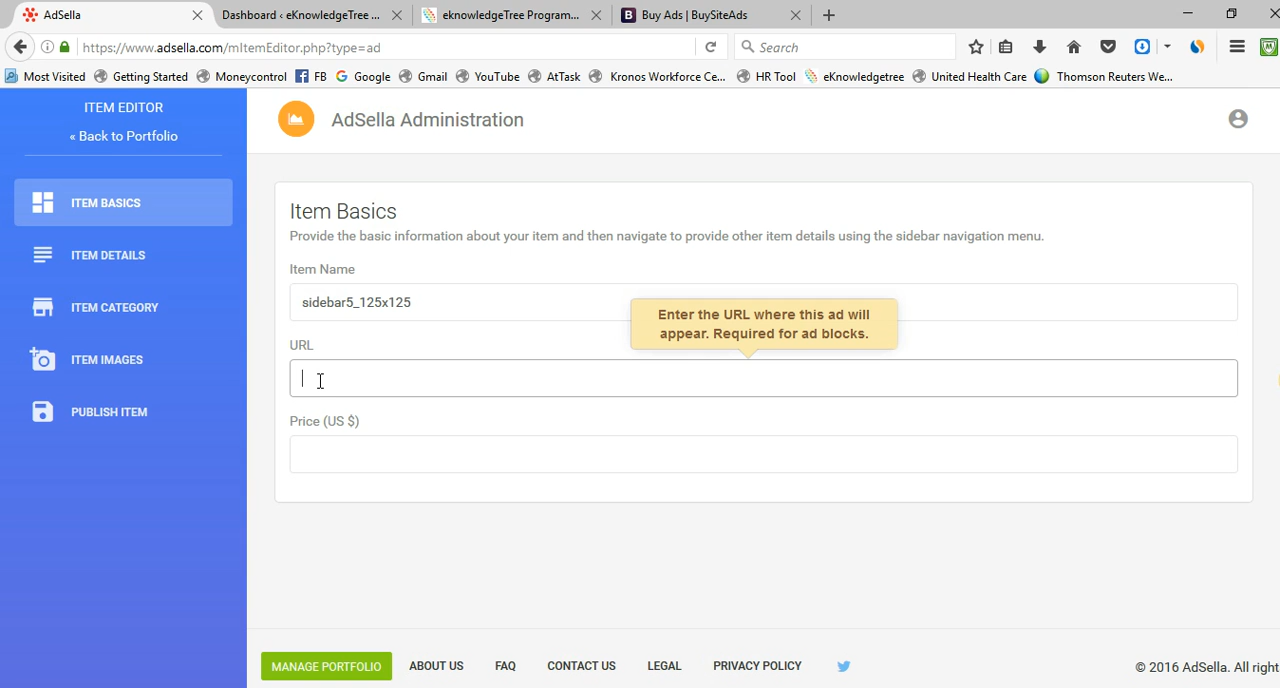 AdSella
Dashboard ‹ eKnowledgeTree ...
eknowledgeTree Program...
B Buy Ads | BuySiteAds
https://www.adsella.com/mItemEditor.php?type=ad
Search
Most Visited Getting Started Moneycontrol FB Google Gmail YouTube AtTask Kronos Workforce Ce... HR Tool eKnowledgetree United Health Care Thomson Reuters We...
ITEM EDITOR
« Back to Portfolio
ITEM BASICS
ITEM DETAILS
ITEM CATEGORY
ITEM IMAGES
PUBLISH ITEM
AdSella Administration
Item Basics
Provide the basic information about your item and then navigate to provide other item details using the sidebar navigation menu.
Item Name
sidebar5_125x125
Enter the URL where this ad will
appear. Required for ad blocks.
URL
Price (US $)
MANAGE PORTFOLIO ABOUT US FAQ CONTACT US LEGAL PRIVACY POLICY © 2016 AdSella. All right